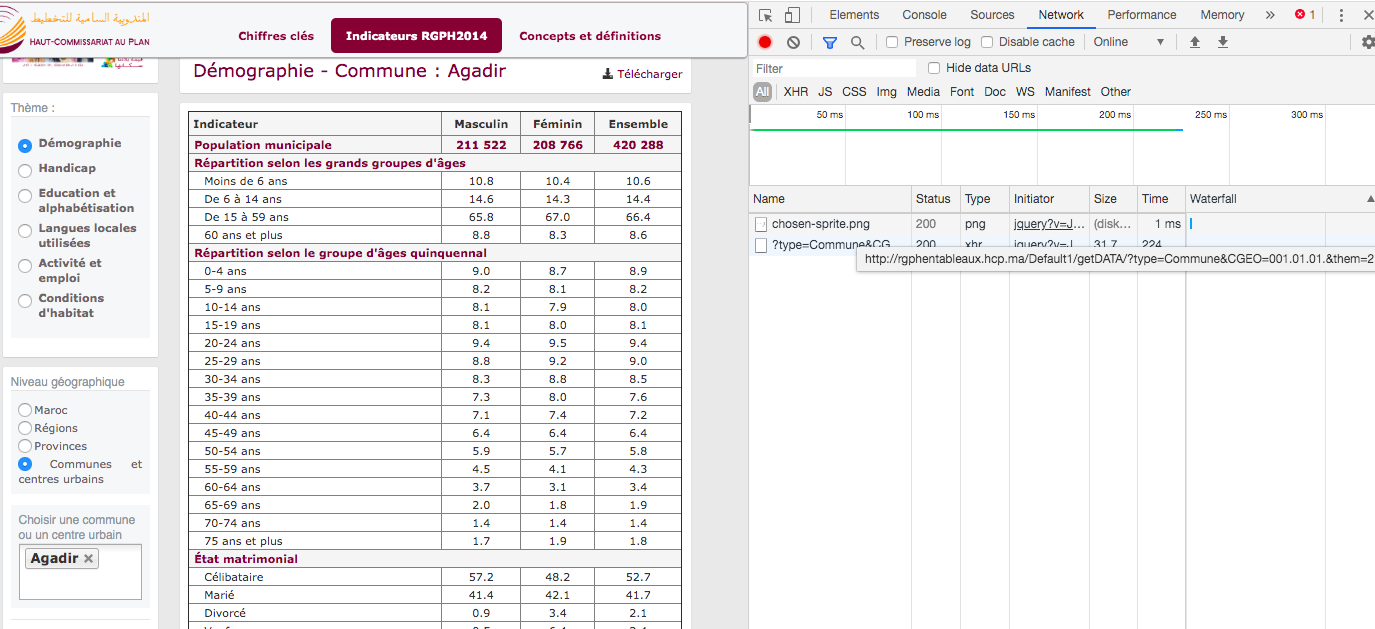 المندوبية السامية للتخطيط
HAUT-COMMISSARIAT AU PLAN
Chiffres clés
Indicateurs RGPH2014
Concepts et définitions
Thème :
Démographie
Handicap
Education et
alphabétisation
Langues locales
utilisées
Activité et
emploi
Conditions
d'habitat
Niveau géographique
Maroc
Régions
Provinces
Communes et
centres urbains
Choisir une commune
ou un centre urbain
Agadir ×
Démographie - Commune : Agadir
Télécharger
Indicateur Masculin Féminin Ensemble
Population municipale 211 522 208 766 420 288
Répartition selon les grands groupes d'âges
Moins de 6 ans 10.8 10.4 10.6
De 6 à 14 ans 14.6 14.3 14.4
De 15 à 59 ans 65.8 67.0 66.4
60 ans et plus 8.8 8.3 8.6
Répartition selon le groupe d'âges quinquennal
0-4 ans 9.0 8.7 8.9
5-9 ans 8.2 8.1 8.2
10-14 ans 8.1 7.9 8.0
15-19 ans 8.1 8.0 8.1
20-24 ans 9.4 9.5 9.4
25-29 ans 8.8 9.2 9.0
30-34 ans 8.3 8.8 8.5
35-39 ans 7.3 8.0 7.6
40-44 ans 7.1 7.4 7.2
45-49 ans 6.4 6.4 6.4
50-54 ans 5.9 5.7 5.8
55-59 ans 4.5 4.1 4.3
60-64 ans 3.7 3.1 3.4
65-69 ans 2.0 1.8 1.9
70-74 ans 1.4 1.4 1.4
75 ans et plus 1.7 1.9 1.8
État matrimonial
Célibataire 57.2 48.2 52.7
Marié 41.4 42.1 41.7
Divorcé 0.9 3.4 2.1
Elements Console Sources Network Performance Memory » 1
Preserve log Disable cache Online
Filter Hide data URLs
All XHR JS CSS Img Media Font Doc WS Manifest Other
50 ms 100 ms 150 ms 200 ms 250 ms 300 ms
Name Status Type Initiator Size Time Waterfall
chosen-sprite.png 200 png jquery?v=J... (disk... 1 ms
?type=Commune&CG... 200 xhr jquery?v=J... 31.7 224
http://rgphentableaux.hcp.ma/Default1/getDATA/?type=Commune&CGEO=001.01.01.&them=2